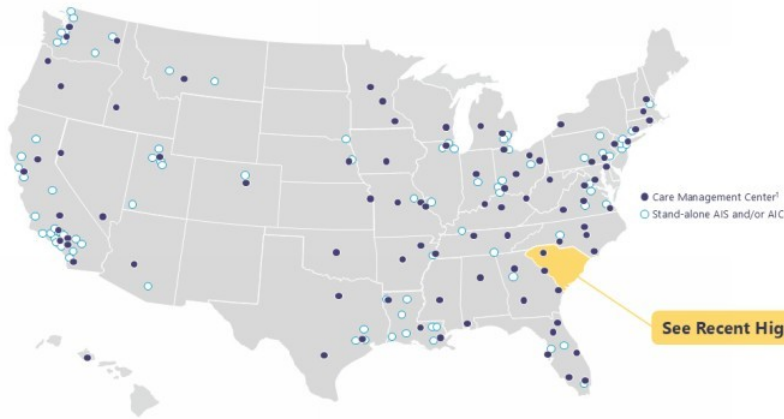 Care Management Center¹
Stand-alone AIS and/or AIC
See Recent Hig